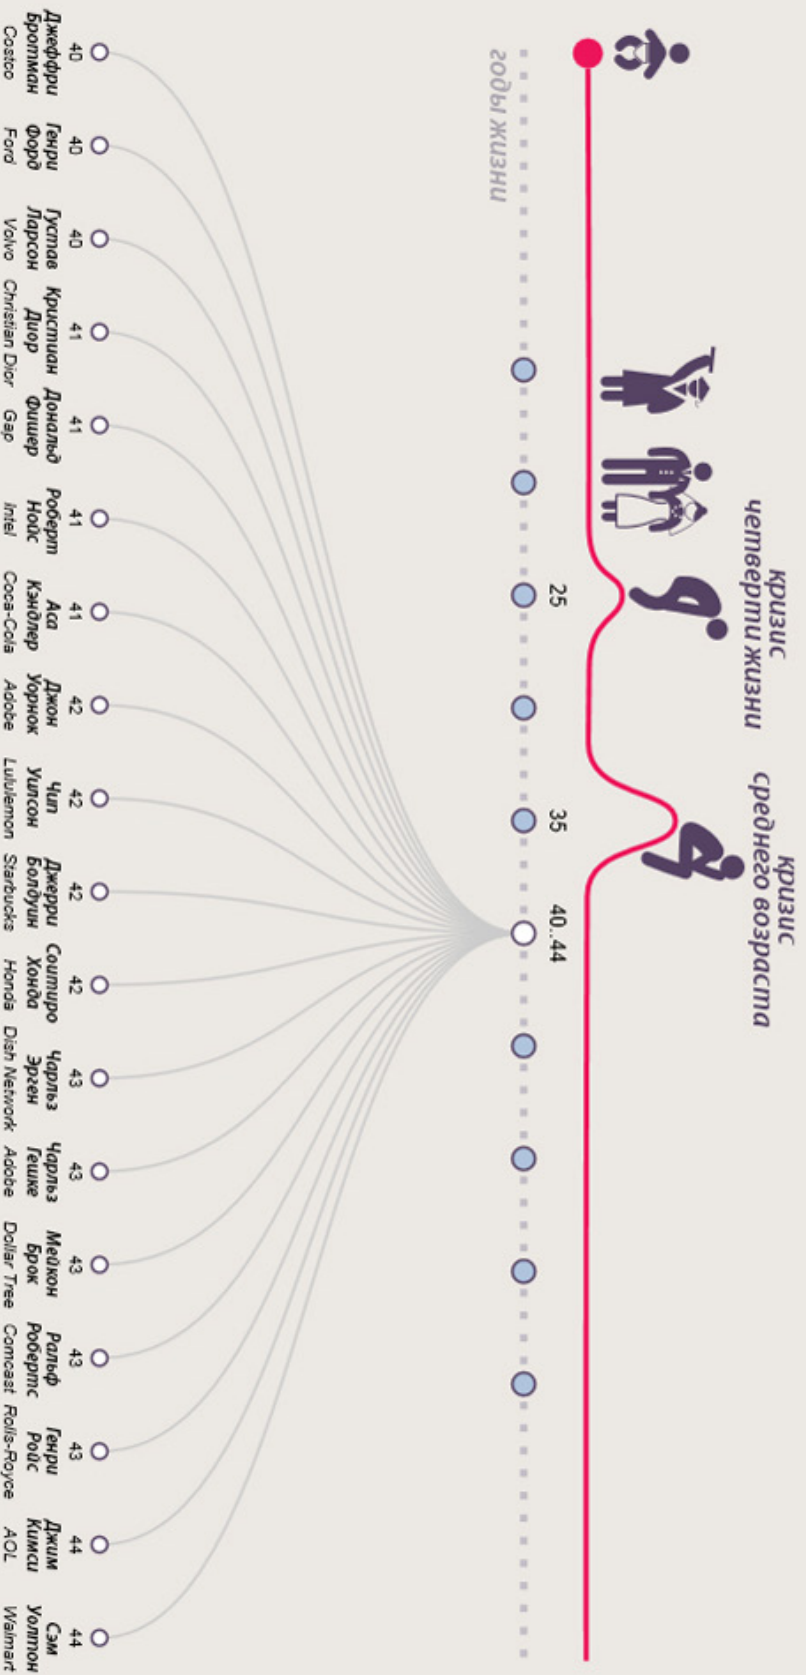 кризис
четверти жизни
кризис
среднего возраста
25
35
40..44
годы жизни
40
Джеффри
Бротман
Costco
40
Генри
Форд
Ford
40
Густав
Ларсон
Volvo
41
Кристиан
Диор
Christian Dior
41
Дональд
Фишер
Gap
41
Роберт
Нойс
Intel
41
Аса
Кэндлер
Coca-Cola
42
Джон
Уорнок
Adobe
42
Чип
Уилсон
Lululemon
42
Джерри
Болдуин
Starbucks
42
Соитиро
Хонда
Honda
43
Чарльз
Эрген
Dish Network
43
Чарльз
Гешке
Adobe
43
Мейкон
Брок
Dollar Tree
43
Ральф
Робертс
Comcast
43
Генри
Ройс
Rolls-Royce
44
Джим
Кимси
AOL
44
Сэм
Уолтон
Walmart